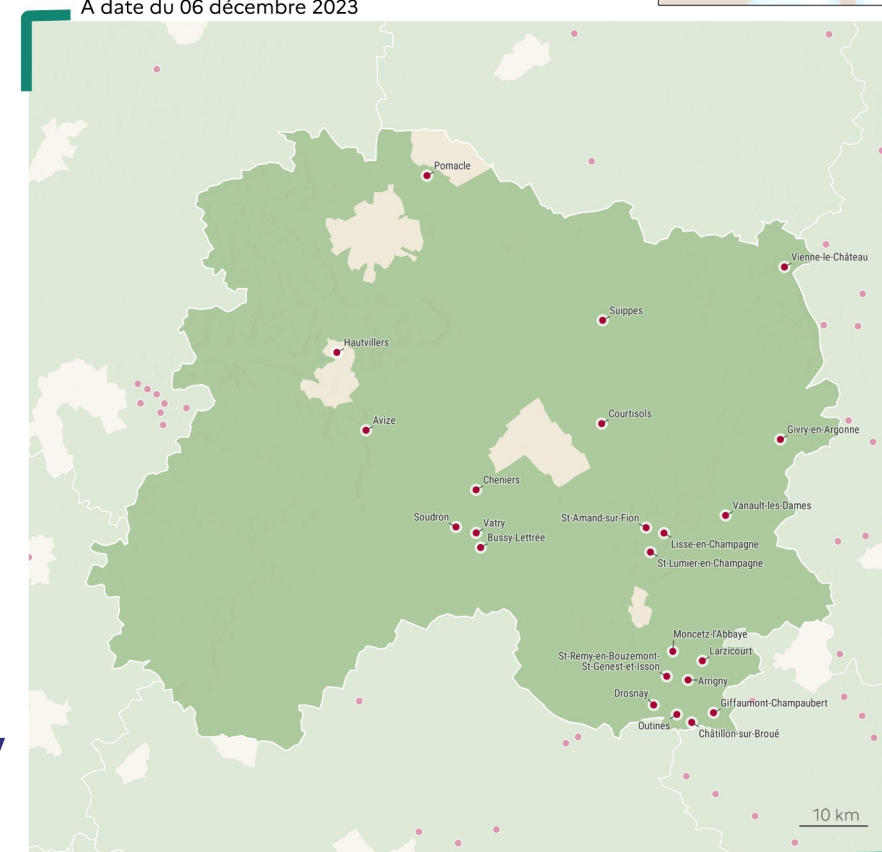 À date du 06 décembre 2023
Pomacle
Vienne-le-Château
Suippes
Hautvillers
Courtisols
Avize
Givry-en-Argonne
Cheniers
Vanault-les-Dames
Soudron
St-Amand-sur-Fion
Vatry
Bussy-Lettrée
Lisse-en-Champagne
St-Lumier-en-Champagne
Moncetz-l'Abbaye
Larzicourt
St-Remy-en-Bouzemont-
St-Genest-et-Isson
Arrigny
Drosnay
Giffaumont-Champaubert
Outines
Châtillon-sur-Broué
10 km